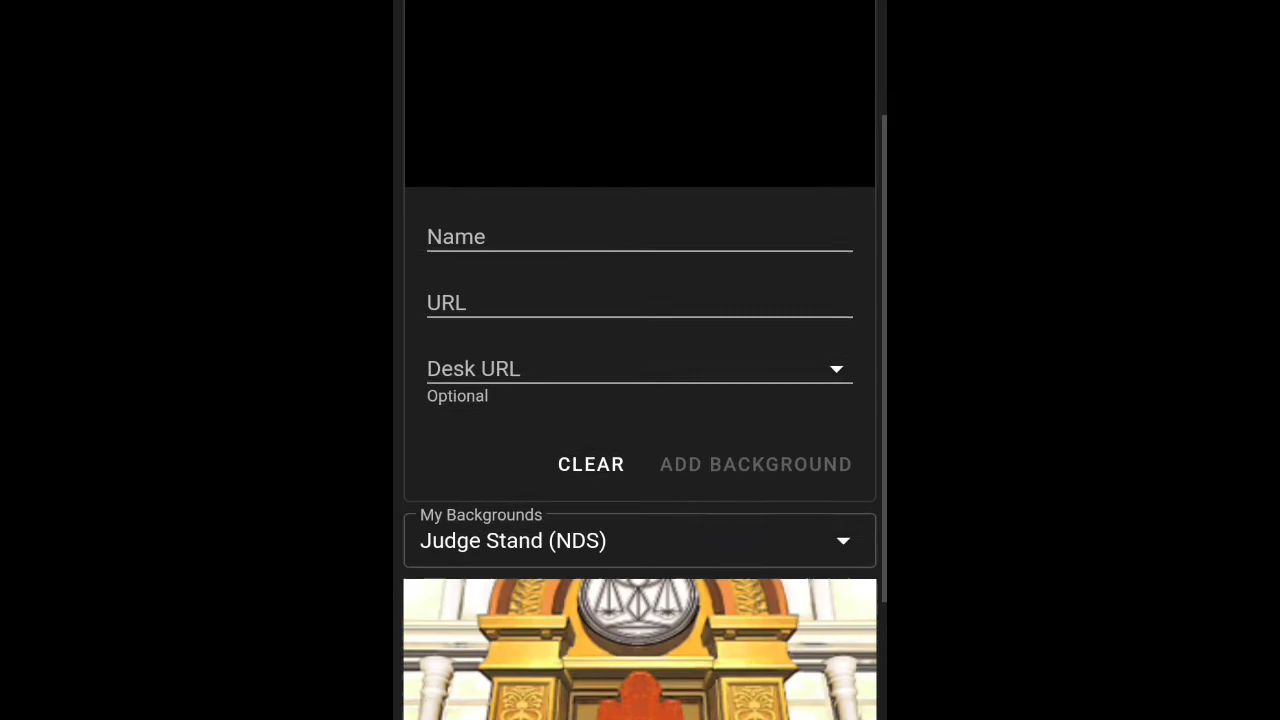 Name
URL
Desk URL
Optional
CLEAR ADD BACKGROUND
My Backgrounds
Judge Stand (NDS)